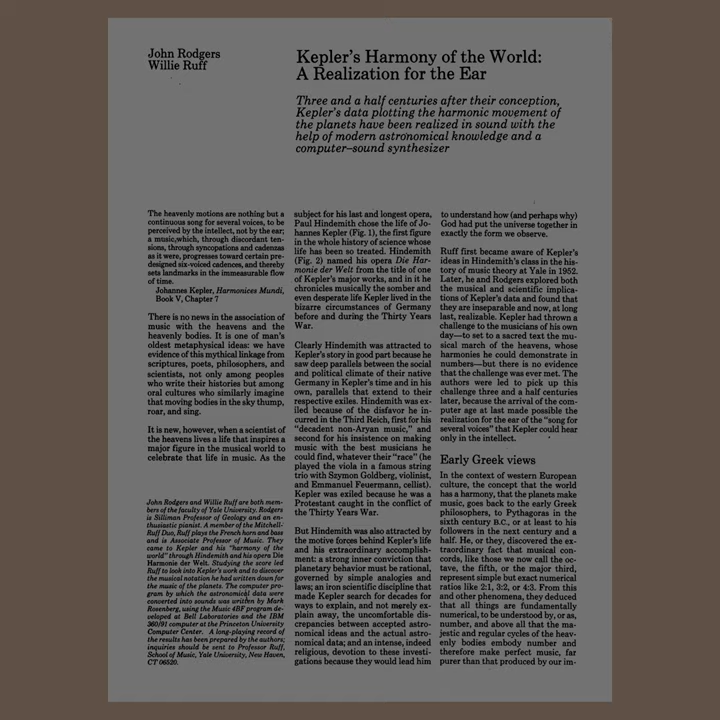 John Rodgers
Willie Ruff
Kepler's Harmony of the World:
A Realization for the Ear
Three and a half centuries after their conception,
Kepler's data plotting the harmonic movement of
the planets have been realized in sound with the
help of modern astronomical knowledge and a
computer–sound synthesizer
The heavenly motions are nothing but a
continuous song for several voices, to be
perceived by the intellect, not by the ear;
a music which, through discordant ten-
sions, through syncopations and cadenzas
as it were, progresses toward certain pre-
designed six-voiced cadences, and thereby
sets landmarks in the immeasurable flow
of time.
Johannes Kepler, Harmonices Mundi,
Book V, Chapter 7
There is no news in the association of
music with the heavens and the
heavenly bodies. It is one of man's
oldest metaphysical ideas: we have
evidence of this mythical linkage from
scriptures, poets, philosophers, and
scientists, not only among peoples
who write their histories but among
oral cultures who similarly imagine
that moving bodies in the sky thump,
roar, and sing.
It is new, however, when a scientist of
the heavens lives a life that inspires a
major figure in the musical world to
celebrate that life in music. As the
John Rodgers and Willie Ruff are both mem-
bers of the faculty of Yale University. Rodgers
is Silliman Professor of Geology and an en-
thusiastic pianist. A member of the Mitchell-
Ruff Duo, Ruff plays the French horn and bass
and is Associate Professor of Music. They
came to Kepler and his "harmony of the
world" through Hindemith and his opera Die
Harmonie der Welt. Studying the score led
Ruff to look into Kepler's work and to discover
the musical notation he had written down for
the music of the planets. The computer pro-
gram by which the astronomical data were
converted into sounds was written by Mark
Rosenberg, using the Music 4BF program de-
veloped at Bell Laboratories and the IBM
360/91 computer at the Princeton University
Computer Center. A long-playing record of
the results has been prepared by the authors;
inquiries should be sent to Professor Ruff,
School of Music, Yale University, New Haven,
CT 06520.
subject for his last and longest opera,
Paul Hindemith chose the life of Jo-
hannes Kepler (Fig. 1), the first figure
in the whole history of science whose
life has been so treated. Hindemith
(Fig. 2) named his opera Die Har-
monie der Welt from the title of one
of Kepler's major works, and in it he
chronicles musically the somber and
even desperate life Kepler lived in the
bizarre circumstances of Germany
before and during the Thirty Years
War.
Clearly Hindemith was attracted to
Kepler's story in good part because he
saw deep parallels between the social
and political climate of their native
Germany in Kepler's time and in his
own, parallels that extend to their
respective exiles. Hindemith was ex-
iled because of the disfavor he in-
curred in the Third Reich, first for his
"decadent non-Aryan music," and
second for his insistence on making
music with the best musicians he
could find, whatever their "race" (he
played the viola in a famous string
trio with Szymon Goldberg, violinist,
and Emmanuel Feuermann, cellist).
Kepler was exiled because he was a
Protestant caught in the conflict of
the Thirty Years War.
But Hindemith was also attracted by
the motive forces behind Kepler's life
and his extraordinary accomplish-
ment: a strong inner conviction that
planetary behavior must be rational,
governed by simple analogies and
laws; an iron scientific discipline that
made Kepler search for decades for
ways to explain, and not merely ex-
plain away, the uncomfortable dis-
crepancies between accepted astro-
nomical ideas and the actual astro-
nomical data; and an intense, indeed
religious, devotion to these investi-
gations because they would lead him
to understand how (and perhaps why)
God had put the universe together in
exactly the form we observe.
Ruff first became aware of Kepler's
ideas in Hindemith's class in the his-
tory of music theory at Yale in 1952.
Later, he and Rodgers explored both
the musical and scientific implica-
tions of Kepler's data and found that
they are inseparable and now, at long
last, realizable. Kepler had thrown a
challenge to the musicians of his own
day—to set to a sacred text the mu-
sical march of the heavens, whose
harmonies he could demonstrate in
numbers—but there is no evidence
that the challenge was ever met. The
authors were led to pick up this
challenge three and a half centuries
later, because the arrival of the com-
puter age at last made possible the
realization for the ear of the "song for
several voices" that Kepler could hear
only in the intellect.
Early Greek views
In the context of western European
culture, the concept that the world
has a harmony, that the planets make
music, goes back to the early Greek
philosophers, to Pythagoras in the
sixth century B.C., or at least to his
followers in the next century and a
half. He, or they, discovered the ex-
traordinary fact that musical con-
cords, like those we now call the oc-
tave, the fifth, or the major third,
represent simple but exact numerical
ratios like 2:1, 3:2, or 4:3. From this
and other phenomena, they deduced
that all things are fundamentally
numerical, to be understood by, or as,
number, and above all that the ma-
jestic and regular cycles of the heav-
enly bodies embody number and
therefore make perfect music, far
purer than that produced by our im-